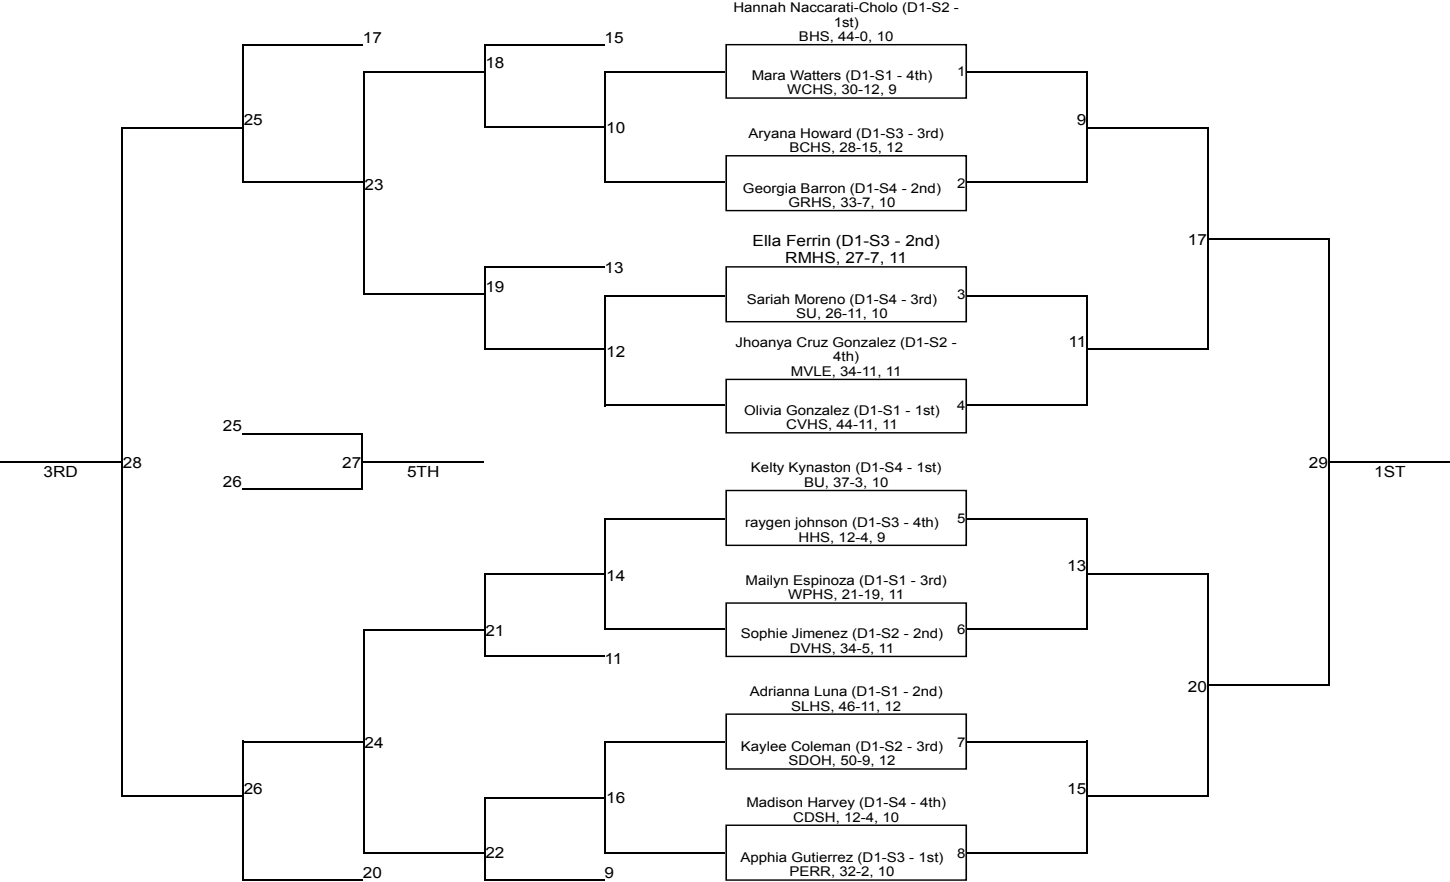 Hannah Naccarati-Cholo (D1-S2 -
1st)
BHS, 44-0, 10
17
15
18
Mara Watters (D1-S1 - 4th)
1
WCHS, 30-12, 9
25
10
9
Aryana Howard (D1-S3 - 3rd)
BCHS, 28-15, 12
23
Georgia Barron (D1-S4 - 2nd)
2
GRHS, 33-7, 10
Ella Ferrin (D1-S3 - 2nd)
17
RMHS, 27-7, 11
13
19
Sariah Moreno (D1-S4 - 3rd)
3
SU, 26-11, 10
12
Jhoanya Cruz Gonzalez (D1-S2 -
4th)
11
MVLE, 34-11, 11
Olivia Gonzalez (D1-S1 - 1st)
4
CVHS, 44-11, 11
25
28
27
29
3RD
5TH
1ST
26
Kelty Kynaston (D1-S4 - 1st)
BU, 37-3, 10
raygen johnson (D1-S3 - 4th)
5
HHS, 12-4, 9
14
13
Mailyn Espinoza (D1-S1 - 3rd)
WPHS, 21-19, 11
21
Sophie Jimenez (D1-S2 - 2nd)
6
DVHS, 34-5, 11
11
20
Adrianna Luna (D1-S1 - 2nd)
SLHS, 46-11, 12
24
Kaylee Coleman (D1-S2 - 3rd)
7
SDOH, 50-9, 12
26
16
15
Madison Harvey (D1-S4 - 4th)
CDSH, 12-4, 10
22
Apphia Gutierrez (D1-S3 - 1st)
8
PERR, 32-2, 10
20
9